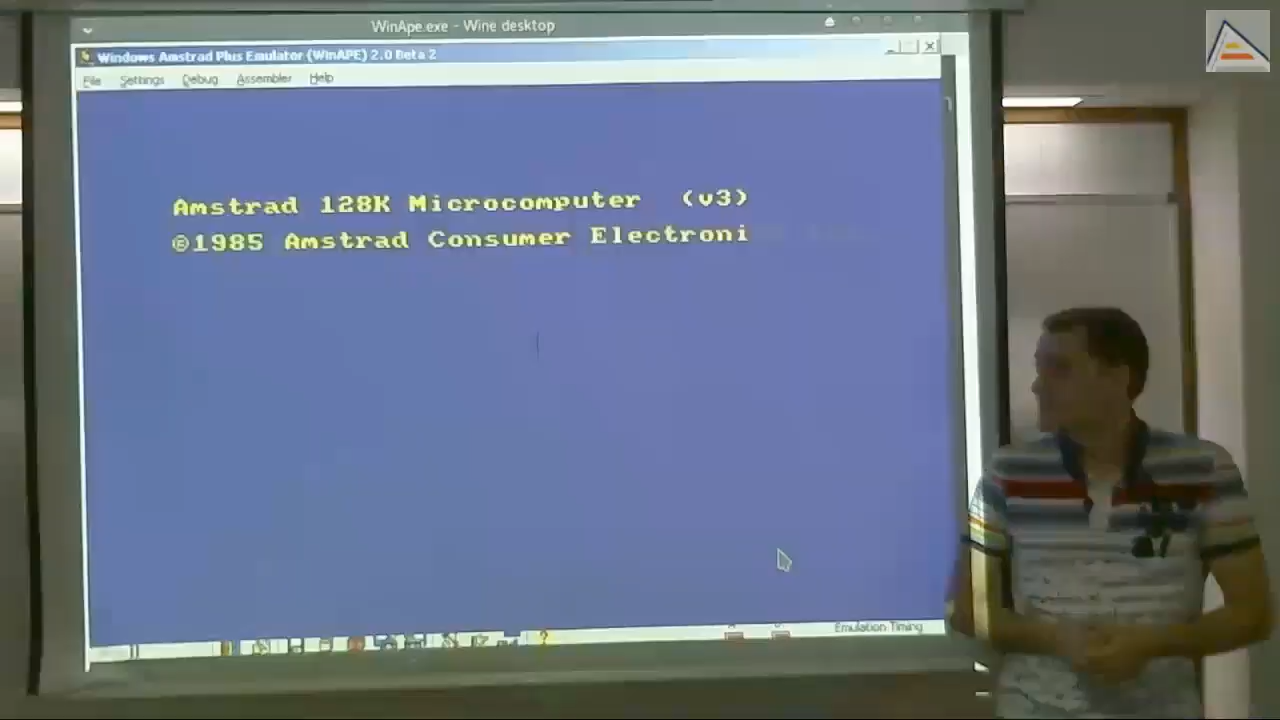 WinApe.exe - Wine desktop
Windows Amstrad Plus Emulator (WinAPE) 2.0 Beta 2
File Settings Debug Assembler Help
Amstrad 128K Microcomputer (v3)
©1985 Amstrad Consumer Electroni
Emulation Timing